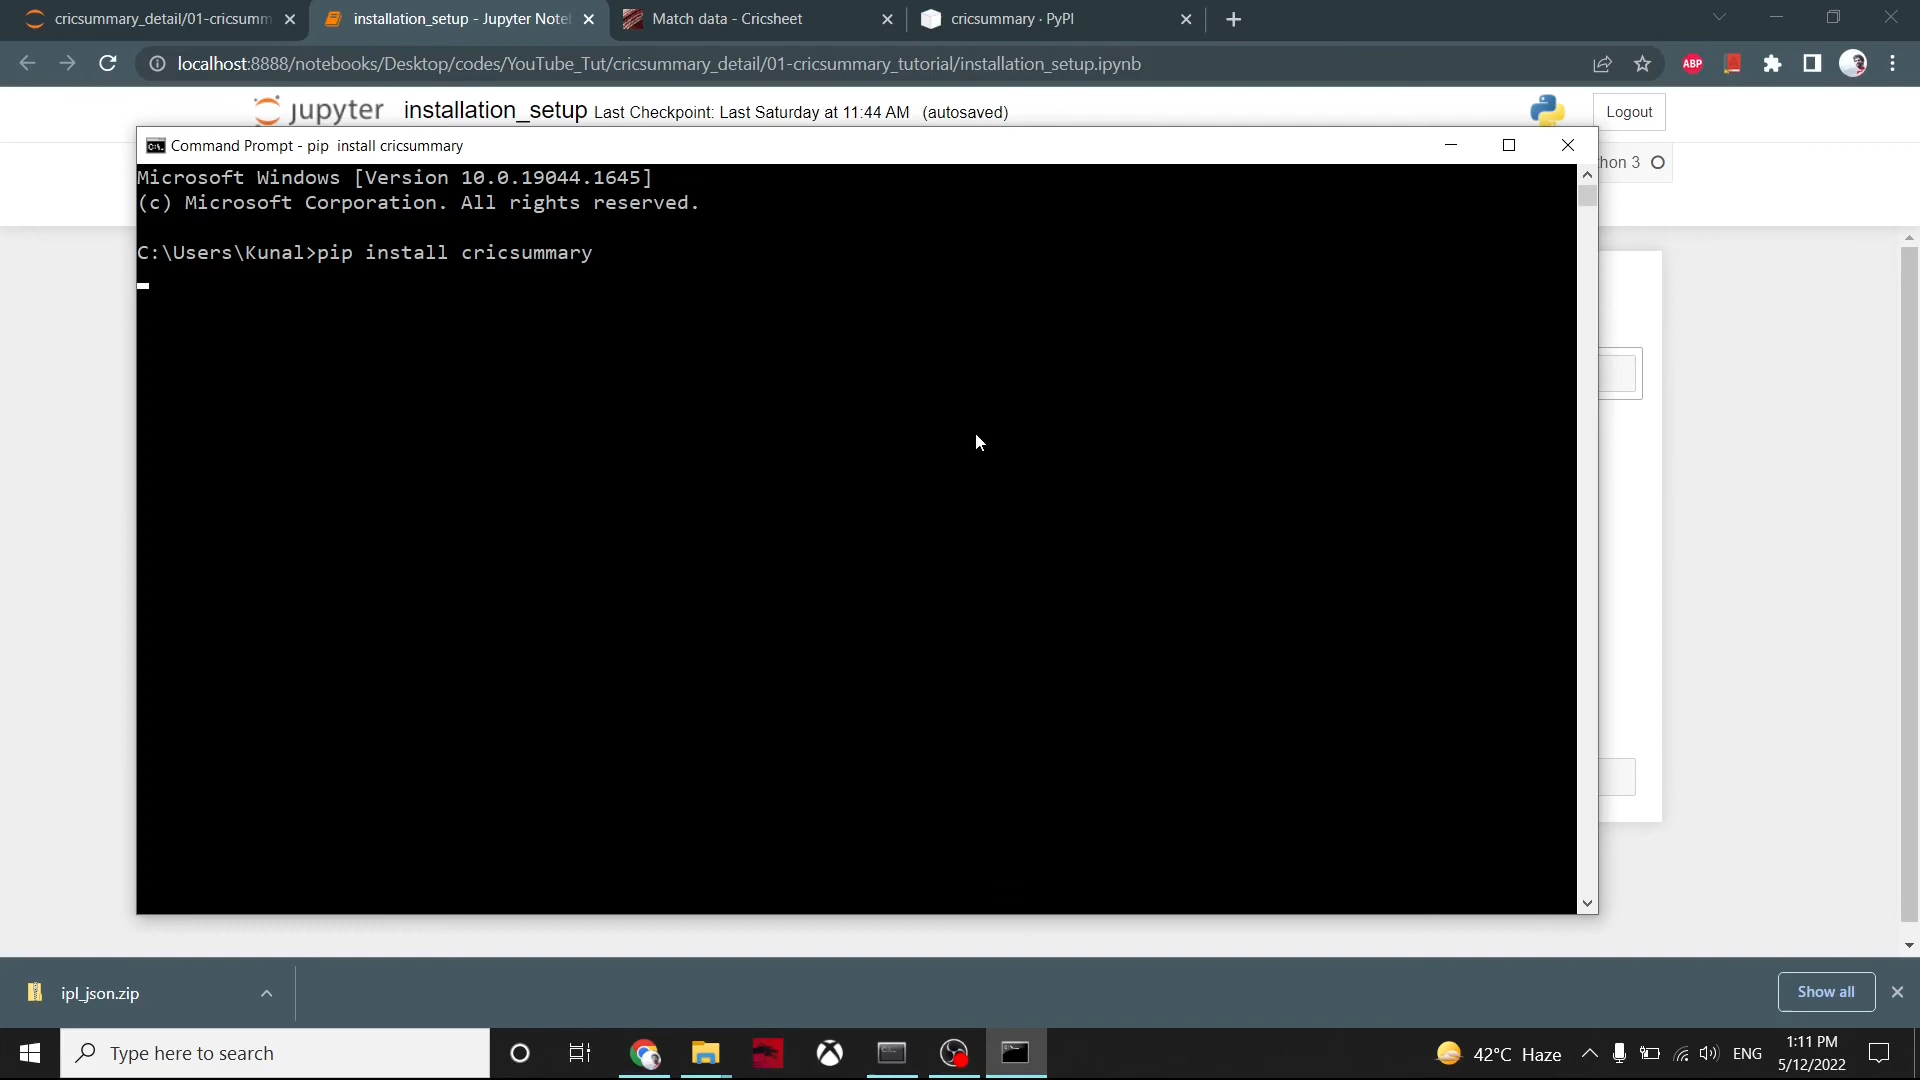 cricsummary_detail/01-cricsumm
installation_setup - Jupyter Note
Match data - Cricsheet
cricsummary · PyPI
localhost:8888/notebooks/Desktop/codes/YouTube_Tut/cricsummary_detail/01-cricsummary_tutorial/installation_setup.ipynb
ABP
jupyter installation_setup Last Checkpoint: Last Saturday at 11:44 AM (autosaved)
Logout
Command Prompt - pip  install cricsummary
thon 3
Microsoft Windows [Version 10.0.19044.1645]
(c) Microsoft Corporation. All rights reserved.
C:\Users\Kunal>pip install cricsummary
ipl_json.zip
Show all
Type here to search
42°C Haze
ENG
1:11 PM
5/12/2022